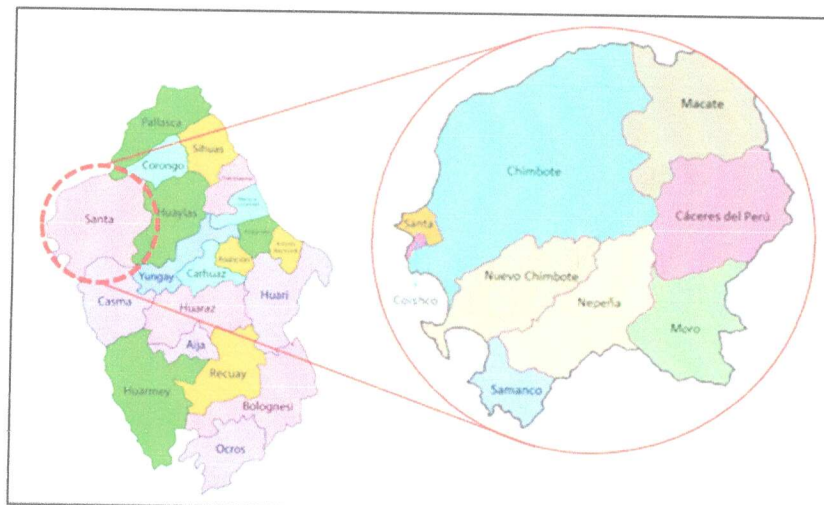 Pallasca
Sihuas
Corongo
Huaylas
Santa
Yungay
Carhuaz
Asunción
Huari
Casma
Huaraz
Aija
Recuay
Huarmey
Bolognesi
Ocros
Macate
Chimbote
Cáceres del Perú
Santa
Coishco
Nuevo Chimbote
Nepeña
Moro
Samanco